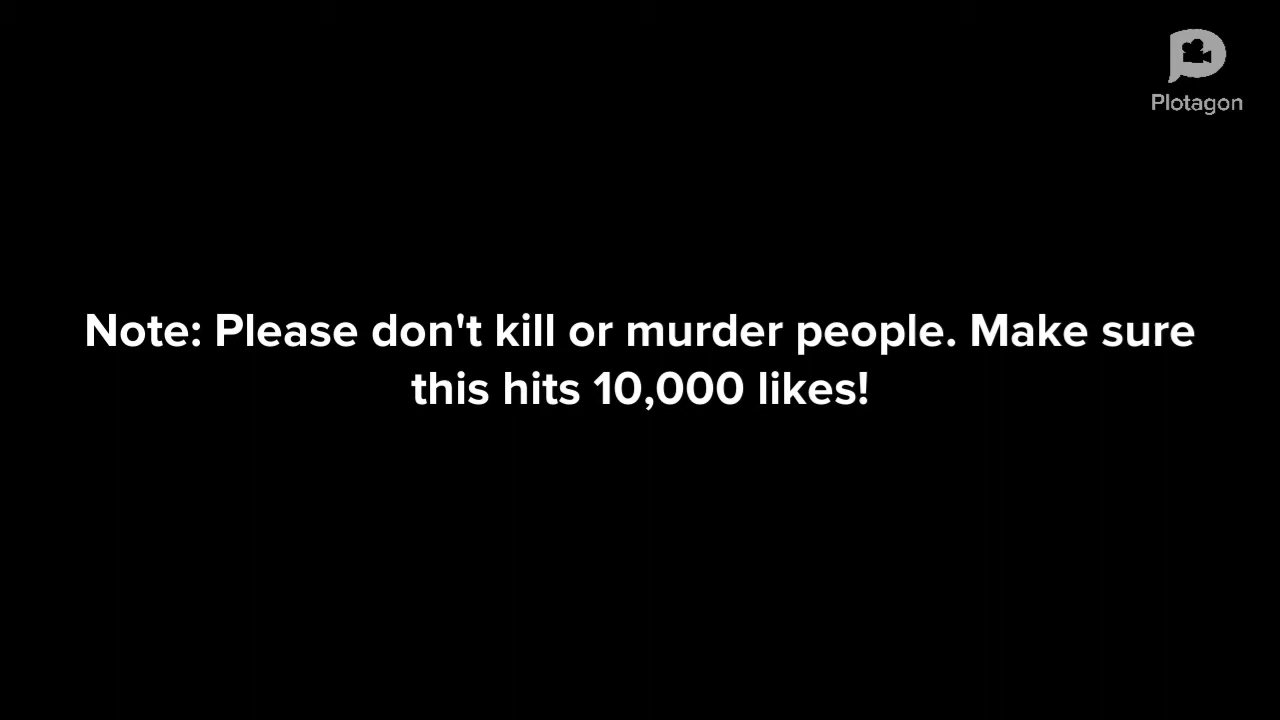 Plotagon
Note: Please don't kill or murder people. Make sure
this hits 10,000 likes!